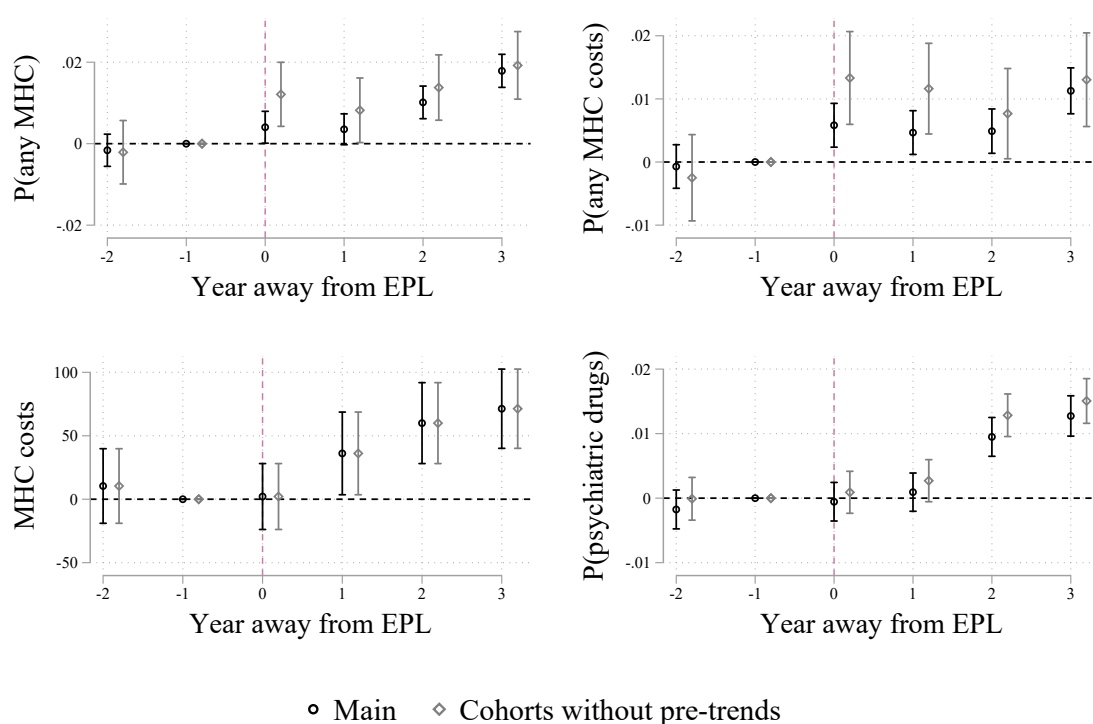 P(any MHC)
.02
0
-.02
-2 -1 0 1 2 3
Year away from EPL
P(any MHC costs)
.02
.01
0
-.01
-2 -1 0 1 2 3
Year away from EPL
MHC costs
100
50
0
-50
-2 -1 0 1 2 3
Year away from EPL
P(psychiatric drugs)
.02
.01
0
-.01
-2 -1 0 1 2 3
Year away from EPL
Main Cohorts without pre-trends